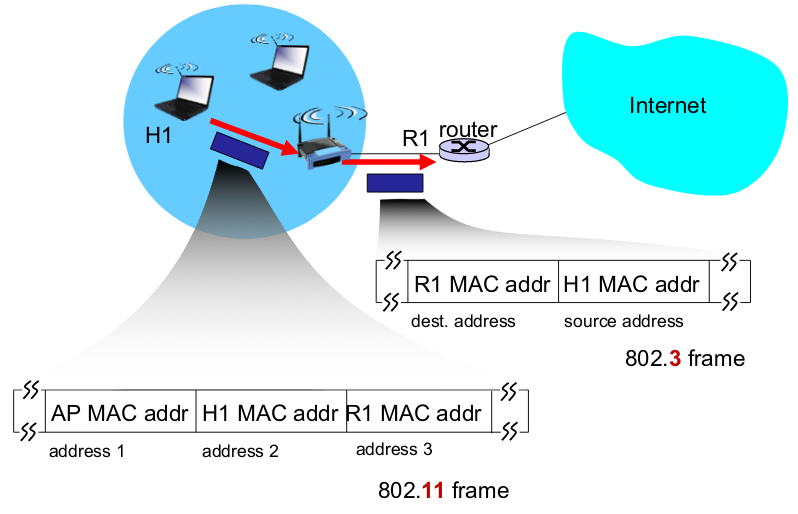 Internet
router
R1
H1
R1 MAC addr H1 MAC addr
dest. address source address
802.3 frame
AP MAC addr H1 MAC addr R1 MAC addr
address 1 address 2 address 3
802.11 frame